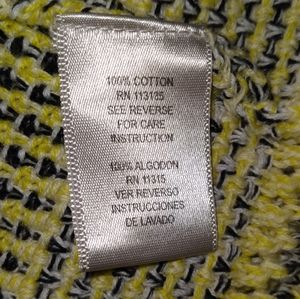 100% COTTON
RN 113135
SEE REVERSE
FOR CARE
INSTRUCTION
100% ALGODON
RN 11315
VER REVERSO
INSTRUCCIONES
DE LAVADO